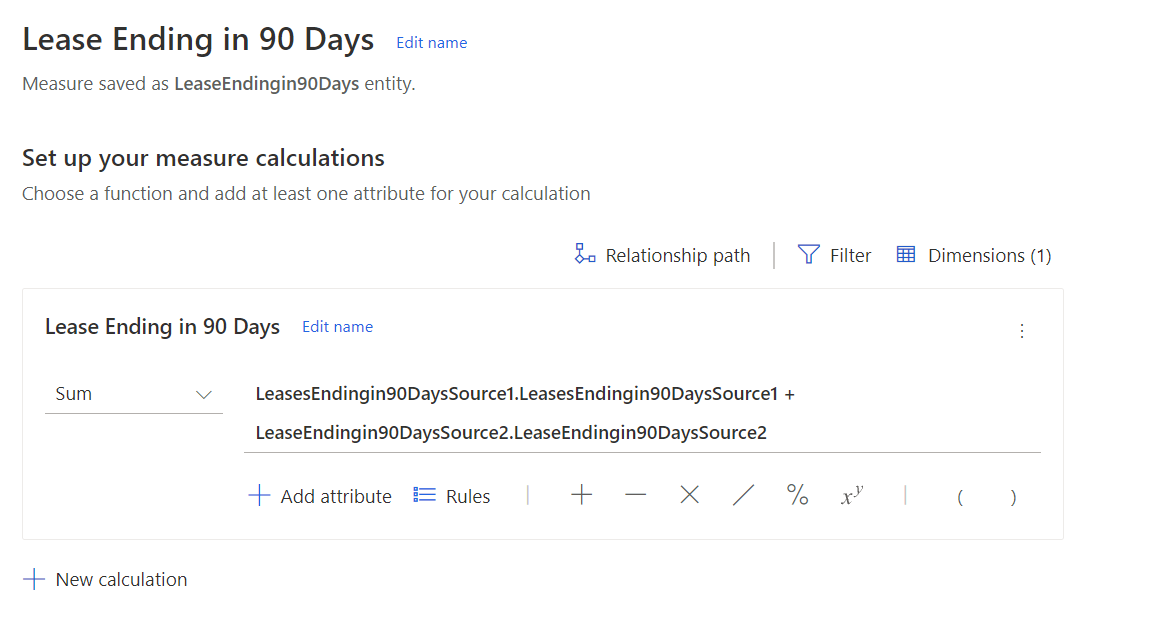 Lease Ending in 90 Days Edit name
Measure saved as LeaseEndingin90Days entity.
Set up your measure calculations
Choose a function and add at least one attribute for your calculation
Relationship path | Filter Dimensions (1)
Lease Ending in 90 Days Edit name
Sum LeasesEndingin90DaysSource1.LeasesEndingin90DaysSource1 +
LeaseEndingin90DaysSource2.LeaseEndingin90DaysSource2
+ Add attribute Rules | + — × / % xʸ | ( )
+ New calculation